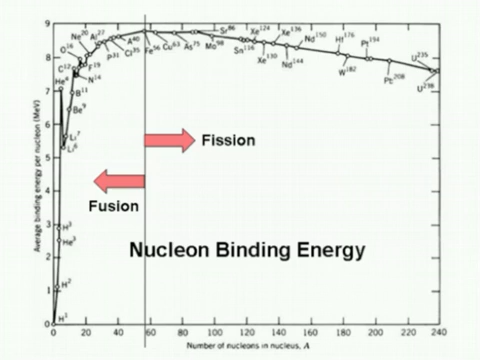 Average binding energy per nucleon (MeV)
9
8
7
6
5
4
3
2
1
0
O¹⁶
Ne²⁰
Al²⁷
C¹²
F¹⁹
He⁴
N¹⁴
P³¹
Cl³⁵
A⁴⁰
Fe⁵⁶
Cu⁶³
As⁷⁵
Sr⁸⁶
Mo⁹⁸
Sn¹¹⁶
Xe¹²⁴
Xe¹³⁰
Xe¹³⁶
Nd¹⁴⁴
Nd¹⁵⁰
Hf¹⁷⁶
W¹⁸²
Pt¹⁹⁴
Pt²⁰⁸
U²³⁵
U²³⁸
B¹¹
Be⁹
Li⁷
Li⁶
H³
He³
H²
H¹
Fission
Fusion
Nucleon Binding Energy
0 20 40 60 80 100 120 140 160 180 200 220 240
Number of nucleons in nucleus, A